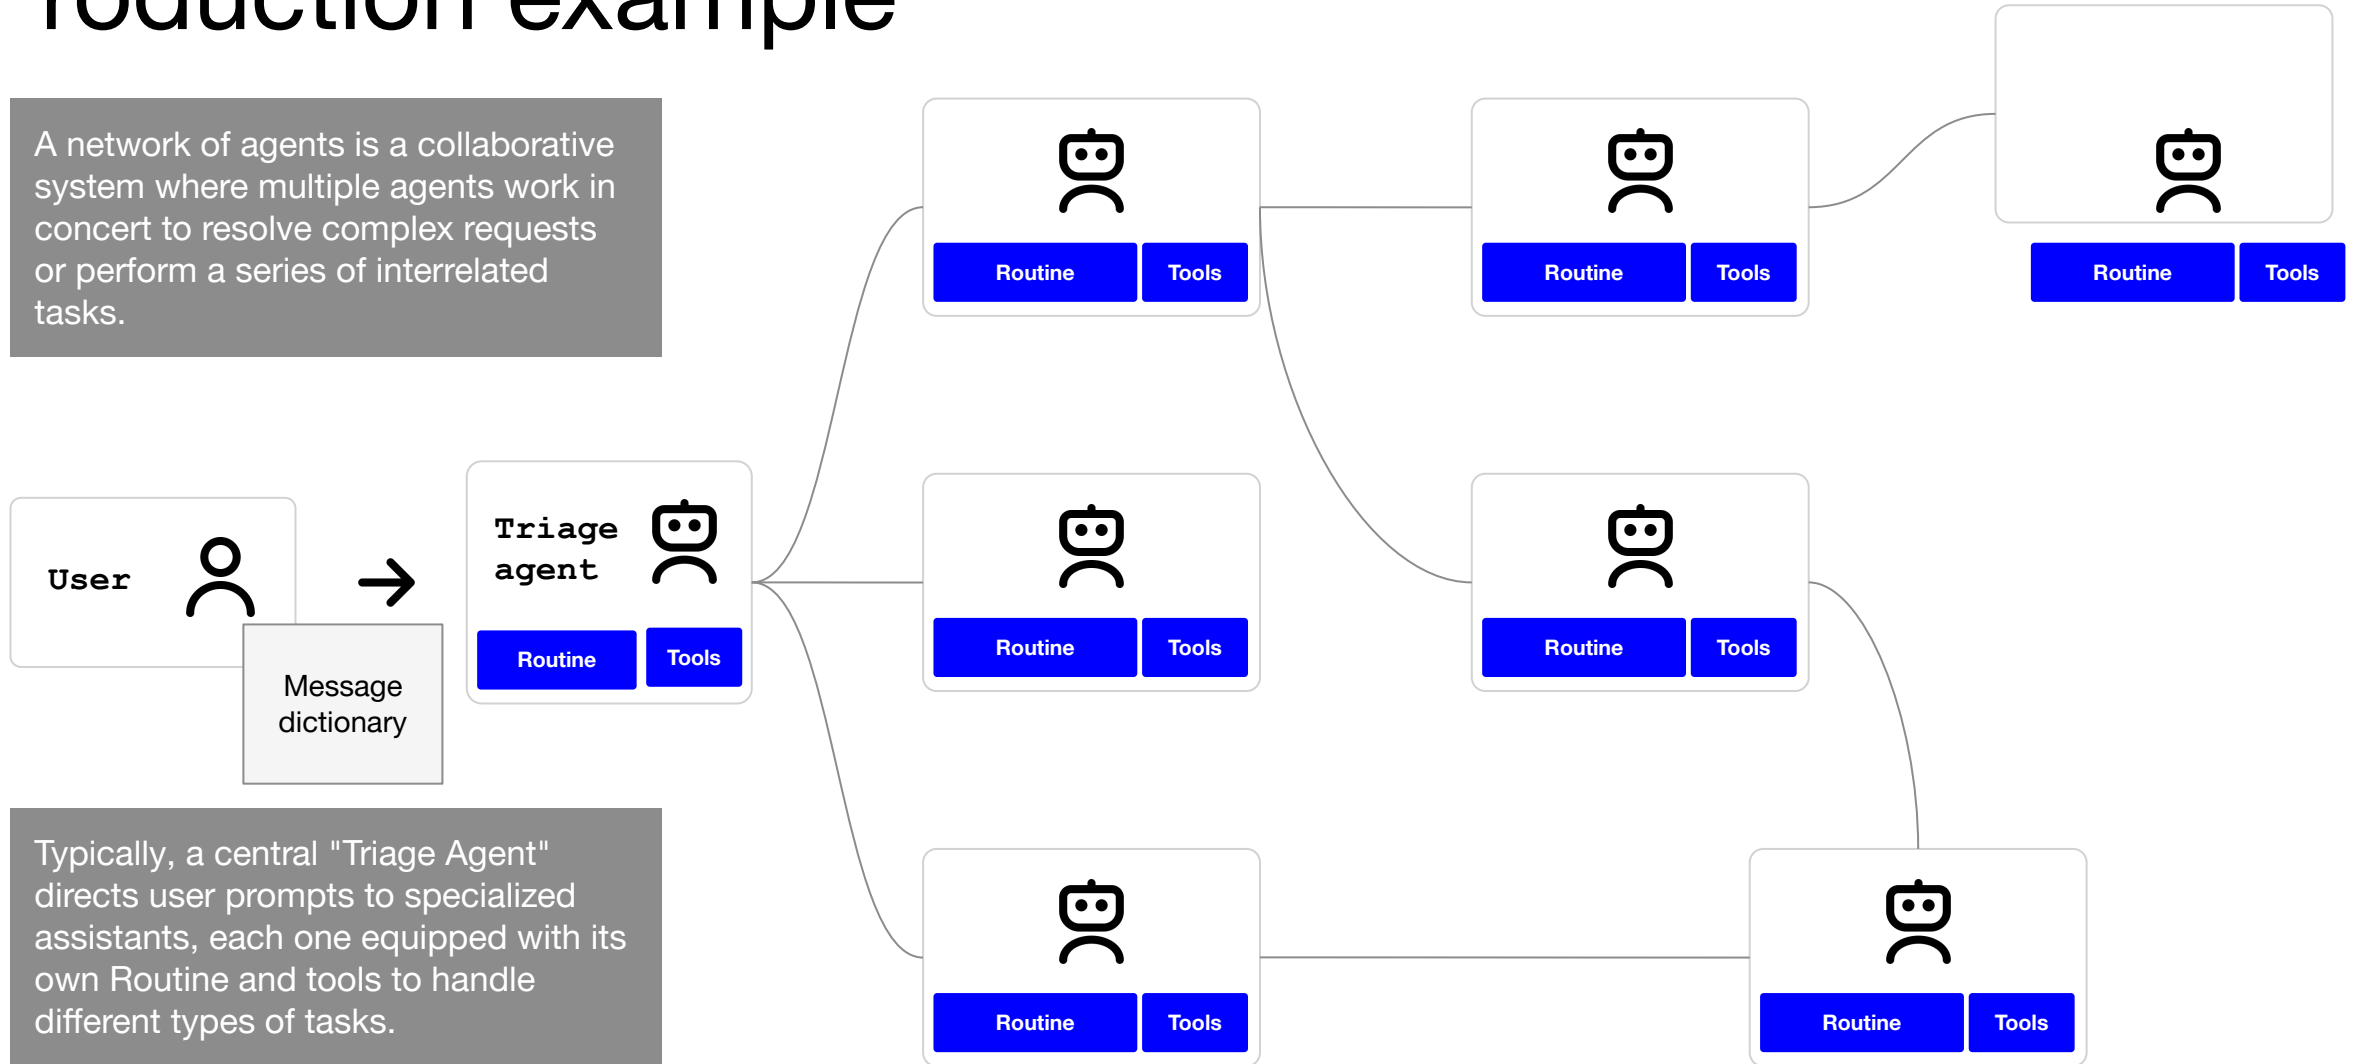 roduction example
A network of agents is a collaborative
system where multiple agents work in
concert to resolve complex requests
or perform a series of interrelated
tasks.
Routine Tools
Routine Tools
Routine Tools
User
Triage
agent
Routine Tools
Message
dictionary
Routine Tools
Routine Tools
Typically, a central "Triage Agent"
directs user prompts to specialized
assistants, each one equipped with its
own Routine and tools to handle
different types of tasks.
Routine Tools
Routine Tools